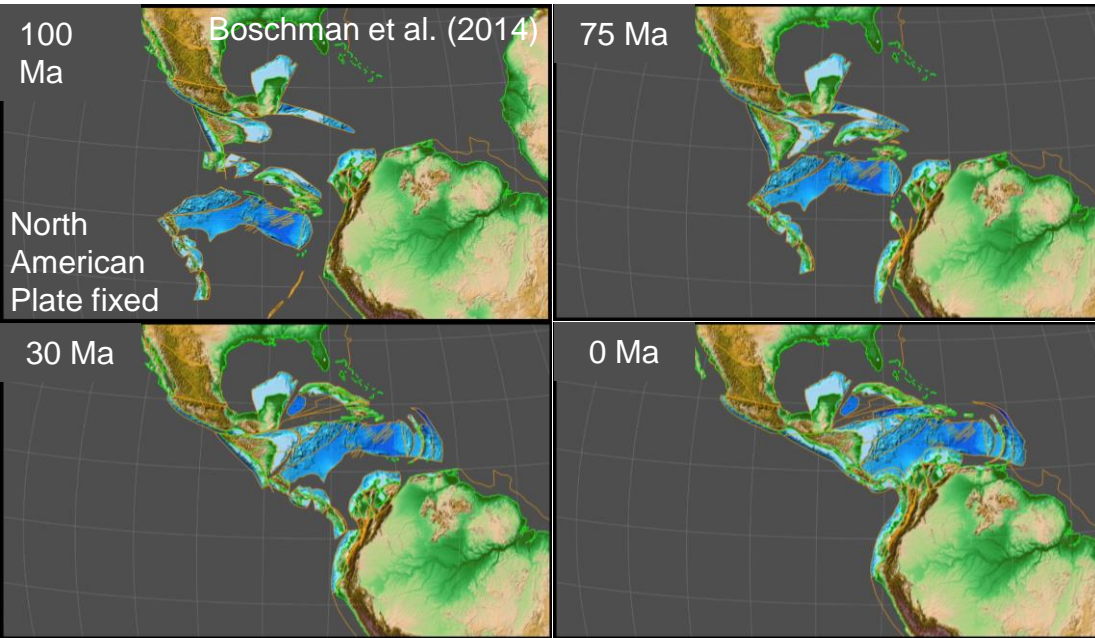 100
Ma
Boschman et al. (2014)
75 Ma
North
American
Plate fixed
30 Ma
0 Ma